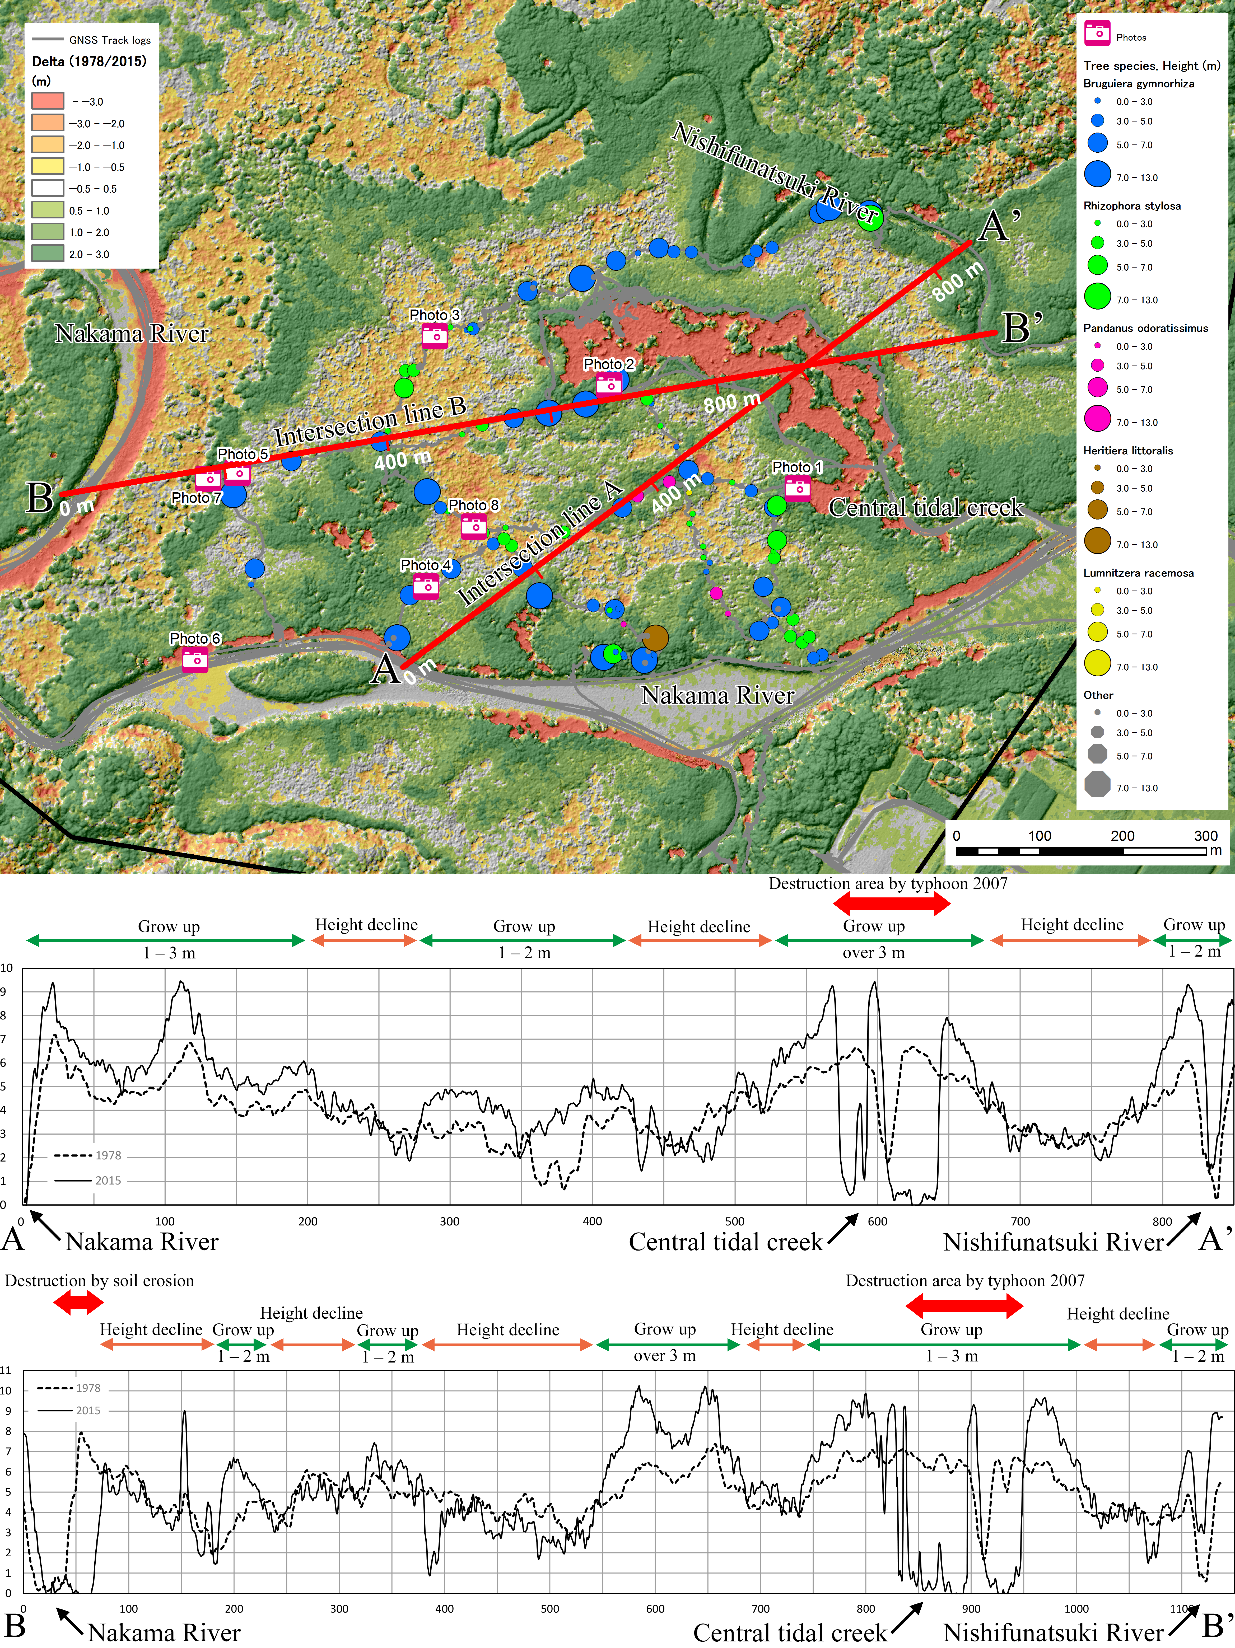 GNSS Track logs
Delta (1978/2015)
(m)
- −3.0
−3.0 - −2.0
−2.0 - −1.0
−1.0 - −0.5
−0.5 - 0.5
0.5 - 1.0
1.0 - 2.0
2.0 - 3.0
Photos
Tree species, Height (m)
Bruguiera gymnorhiza
0.0 - 3.0
3.0 - 5.0
5.0 - 7.0
7.0 - 13.0
Rhizophora stylosa
0.0 - 3.0
3.0 - 5.0
5.0 - 7.0
7.0 - 13.0
Pandanus odoratissimus
0.0 - 3.0
3.0 - 5.0
5.0 - 7.0
7.0 - 13.0
Heritiera littoralis
0.0 - 3.0
3.0 - 5.0
5.0 - 7.0
7.0 - 13.0
Lumnitzera racemosa
0.0 - 3.0
3.0 - 5.0
5.0 - 7.0
7.0 - 13.0
Other
0.0 - 3.0
3.0 - 5.0
5.0 - 7.0
7.0 - 13.0
Nishifunatsuki River
A’
800 m
Nakama River
Photo 3
B’
Photo 2
800 m
Intersection line B
400 m
Photo 5
Photo 7
B
0 m
Photo 1
400 m
Intersection line A
Central tidal creek
Photo 8
Photo 4
Photo 6
A
0 m
Nakama River
0 100 200 300
m
Destruction area by typhoon 2007
Grow up Height decline Grow up Height decline Grow up Height decline Grow up
1 – 3 m 1 – 2 m over 3 m 1 – 2 m
10
9
8
7
6
5
4
3
2
1
0
1978
2015
0 100 200 300 400 500 600 700 800
A Nakama River Central tidal creek Nishifunatsuki River A’
Destruction by soil erosion Destruction area by typhoon 2007
Height decline Height decline
Height decline Grow up Grow up Height decline Grow up Height decline Grow up Grow up
1 – 2 m 1 – 2 m over 3 m 1 – 3 m 1 – 2 m
11
10
9
8
7
6
5
4
3
2
1
0
1978
2015
0 100 200 300 400 500 600 700 800 900 1000 1100
B Nakama River Central tidal creek Nishifunatsuki River B’